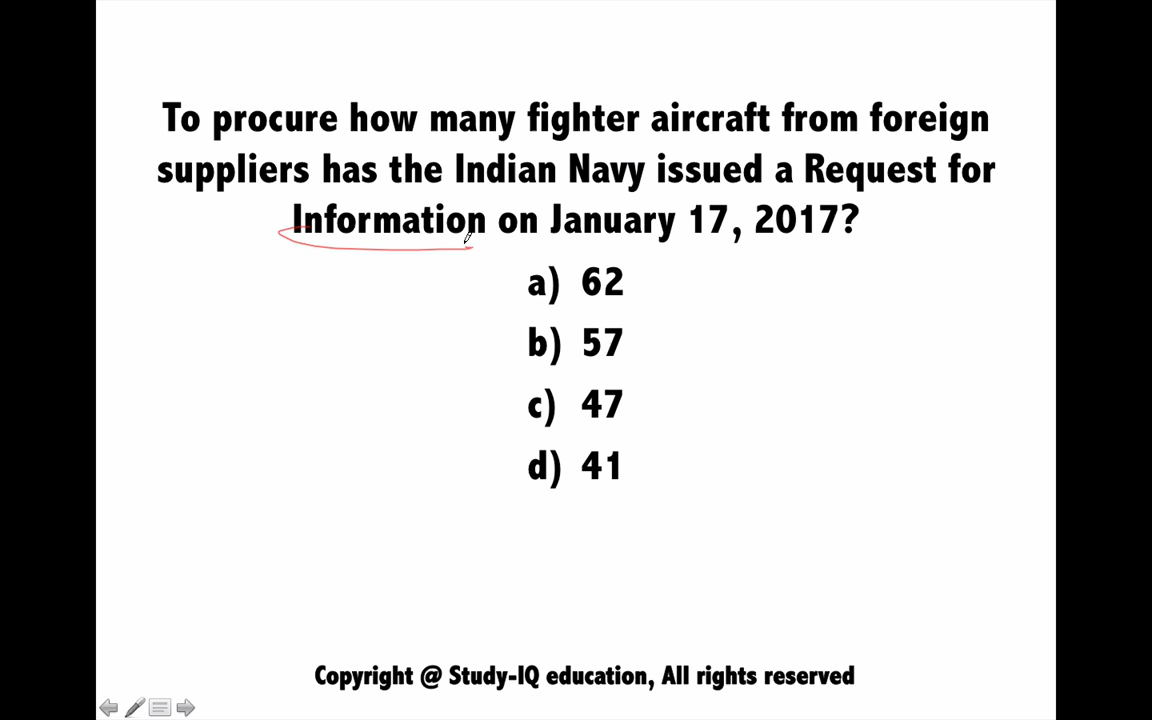 To procure how many fighter aircraft from foreign
suppliers has the Indian Navy issued a Request for
Information on January 17, 2017?
a) 62
b) 57
c) 47
d) 41
Copyright @ Study-IQ education, All rights reserved